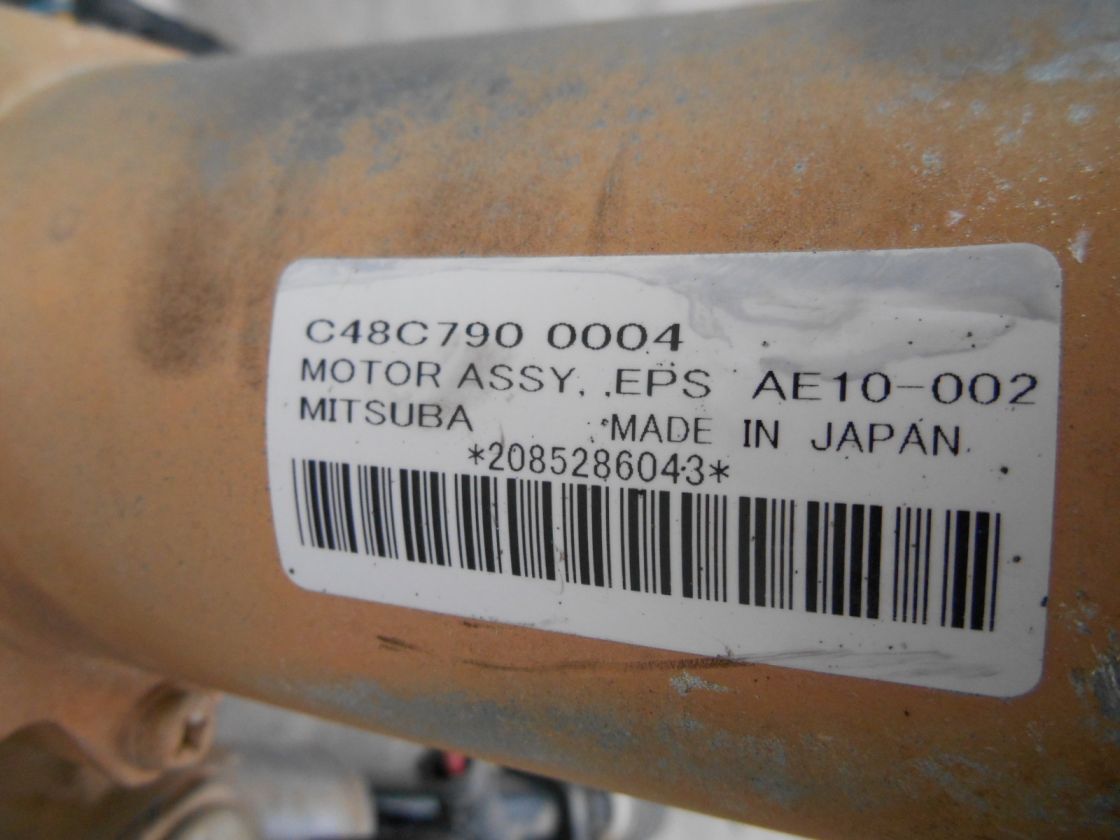 C48C790 0004
MOTOR ASSY, EPS AE10-002
MITSUBA MADE IN JAPAN
*2085286043*